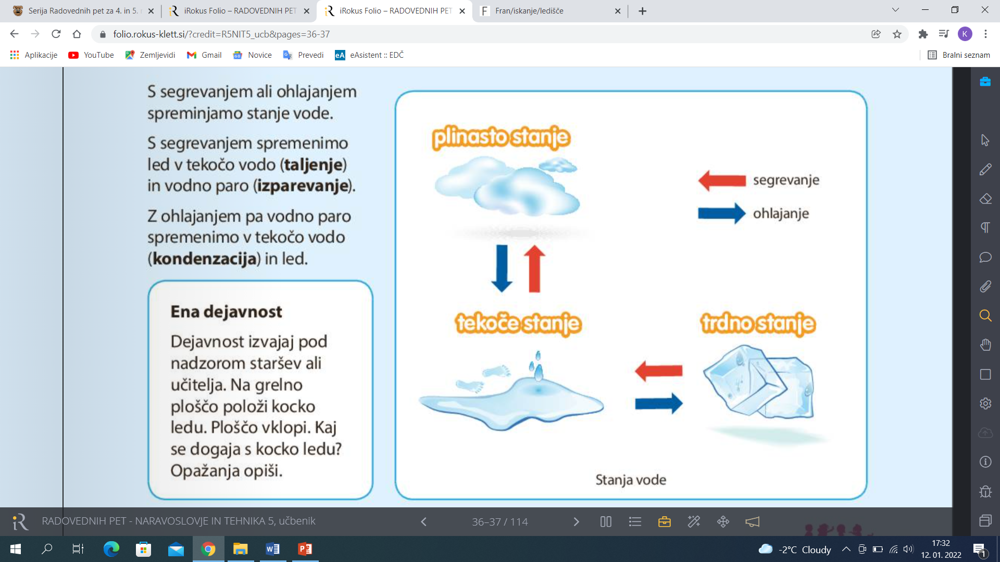 Serija Radovednih pet za 4. in 5. r
iRokus Folio – RADOVEDNIH PET
iRokus Folio – RADOVEDNIH PET
Fran/iskanje/ledišče
folio.rokus-klett.si/?credit=R5NIT5_ucb&pages=36-37
K
Aplikacije
YouTube
Zemljevidi
Gmail
Novice
Prevedi
eA
eAsistent :: EDČ
Bralni seznam
S segrevanjem ali ohlajanjem
spreminjamo stanje vode.
S segrevanjem spremenimo
led v tekočo vodo (taljenje)
in vodno paro (izparevanje).
Z ohlajanjem pa vodno paro
spremenimo v tekočo vodo
(kondenzacija) in led.
Ena dejavnost
Dejavnost izvajaj pod
nadzorom staršev ali
učitelja. Na grelno
ploščo položi kocko
ledu. Ploščo vklopi. Kaj
se dogaja s kocko ledu?
Opažanja opiši.
plinasto stanje
segrevanje
ohlajanje
tekoče stanje
trdno stanje
Stanja vode
iR
RADOVEDNIH PET - NARAVOSLOVJE IN TEHNIKA 5, učbenik
36–37 / 114
-2°C Cloudy
17:32
12. 01. 2022
1